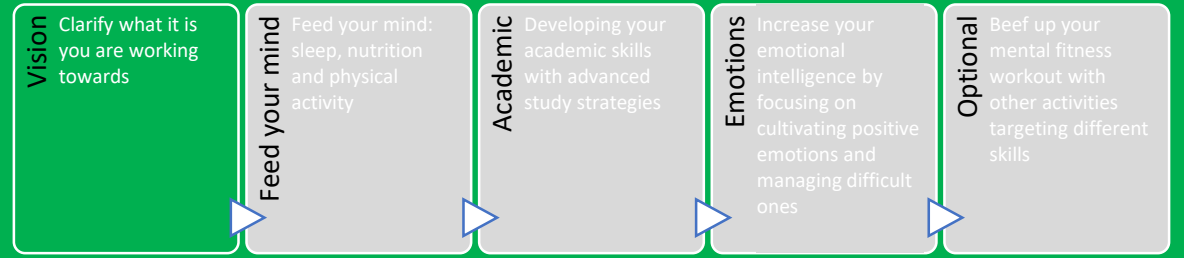 Vision
Clarify what it is
you are working
towards
Feed your mind
Feed your mind:
sleep, nutrition
and physical
activity
Academic
Developing your
academic skills
with advanced
study strategies
Emotions
Increase your
emotional
intelligence by
focusing on
cultivating positive
emotions and
managing difficult
ones
Optional
Beef up your
mental fitness
workout with
other activities
targeting different
skills